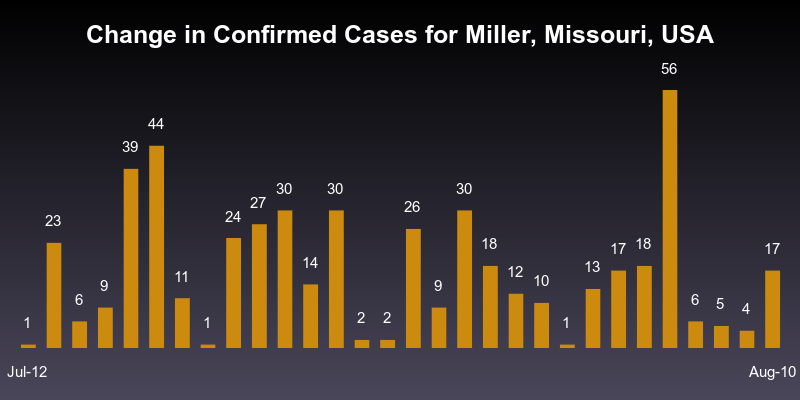 Change in Confirmed Cases for Miller, Missouri, USA
1 23 6 9 39 44 11 1 24 27 30 14 30 2 2 26 9 30 18 12 10 1 13 17 18 56 6 5 4 17
Jul-12 Aug-10